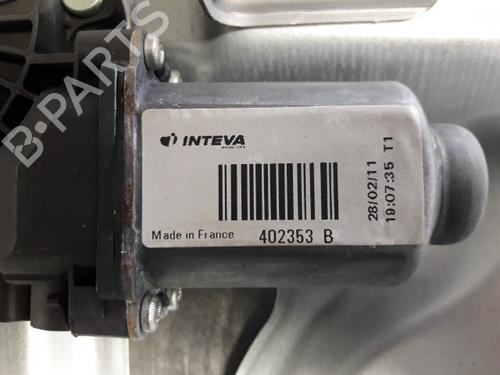 INTEVA
Made in France
402353 B
28/02/11
19:07:35 T1
B-PARTS